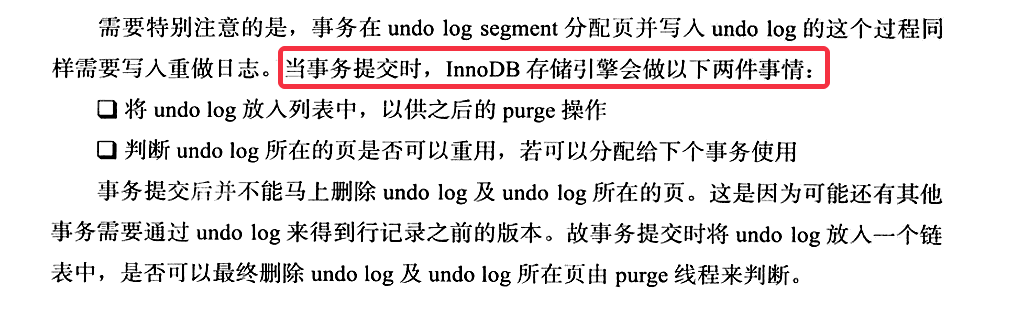 需要特别注意的是，事务在 undo log segment 分配页并写入 undo log 的这个过程同
样需要写入重做日志。当事务提交时，InnoDB 存储引擎会做以下两件事情：
❑ 将 undo log 放入列表中，以供之后的 purge 操作
❑ 判断 undo log 所在的页是否可以重用，若可以分配给下个事务使用
事务提交后并不能马上删除 undo log 及 undo log 所在的页。这是因为可能还有其他
事务需要通过 undo log 来得到行记录之前的版本。故事务提交时将 undo log 放入一个链
表中，是否可以最终删除 undo log 及 undo log 所在页由 purge 线程来判断。